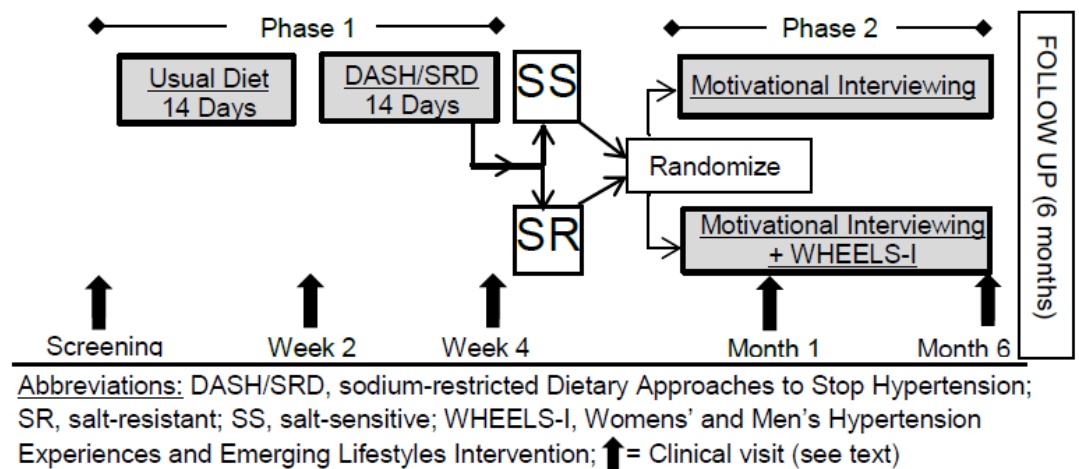 Phase 1
Phase 2
Usual Diet
14 Days
DASH/SRD
14 Days
SS
SR
Randomize
Motivational Interviewing
Motivational Interviewing
+ WHEELS-I
FOLLOW UP (6 months)
Screening
Week 2
Week 4
Month 1
Month 6
Abbreviations: DASH/SRD, sodium-restricted Dietary Approaches to Stop Hypertension;
SR, salt-resistant; SS, salt-sensitive; WHEELS-I, Womens’ and Men’s Hypertension
Experiences and Emerging Lifestyles Intervention; ⬆= Clinical visit (see text)